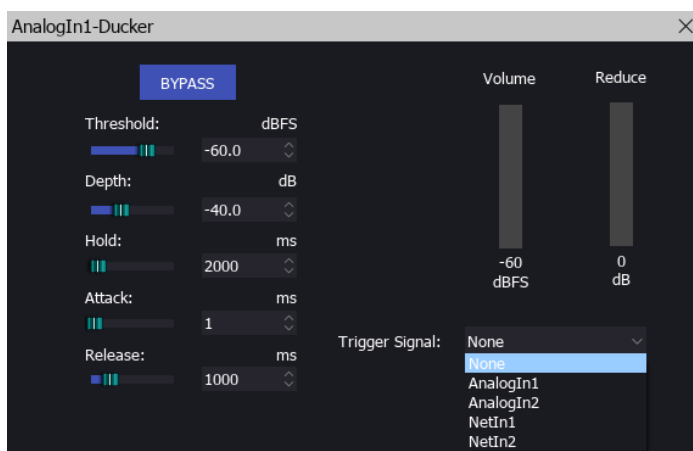 AnalogIn1-Ducker
BYPASS
Threshold: dBFS
-60.0
Depth: dB
-40.0
Hold: ms
2000
Attack: ms
1
Release: ms
1000
Volume Reduce
-60 0
dBFS dB
Trigger Signal: None
None
AnalogIn1
AnalogIn2
NetIn1
NetIn2